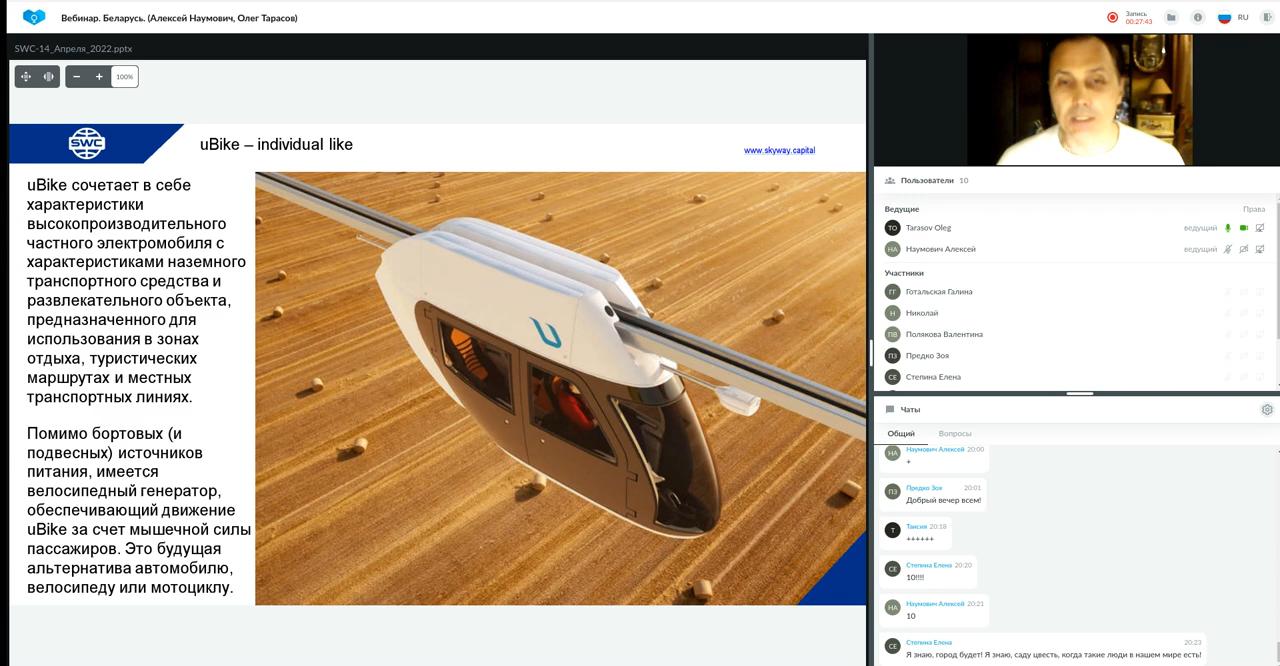 Вебинар. Беларусь. (Алексей Наумович, Олег Тарасов)
Запись
00:27:43
RU
SWC-14_Апреля_2022.pptx
100%
SWC
uBike – individual like
www.skyway.capital
uBike сочетает в себе
характеристики
высокопроизводительного
частного электромобиля с
характеристиками наземного
транспортного средства и
развлекательного объекта,
предназначенного для
использования в зонах
отдыха, туристических
маршрутах и местных
транспортных линиях.
Помимо бортовых (и
подвесных) источников
питания, имеется
велосипедный генератор,
обеспечивающий движение
uBike за счет мышечной силы
пассажиров. Это будущая
альтернатива автомобилю,
велосипеду или мотоциклу.
Пользователи 10
Ведущие Права
TO Tarasov Oleg ведущий
НА Наумович Алексей ведущий
Участники
ГГ Готальская Галина
Н Николай
ПВ Полякова Валентина
ПЗ Предко Зоя
СЕ Степина Елена
Чаты
Общий Вопросы
НА Наумович Алексей 20:00
+
ПЗ Предко Зоя 20:01
Добрый вечер всем!
Т Таисия 20:18
++++++
СЕ Степина Елена 20:20
10!!!!
НА Наумович Алексей 20:21
10
СЕ Степина Елена 20:23
Я знаю, город будет! Я знаю, саду цвесть, когда такие люди в нашем мире есть!